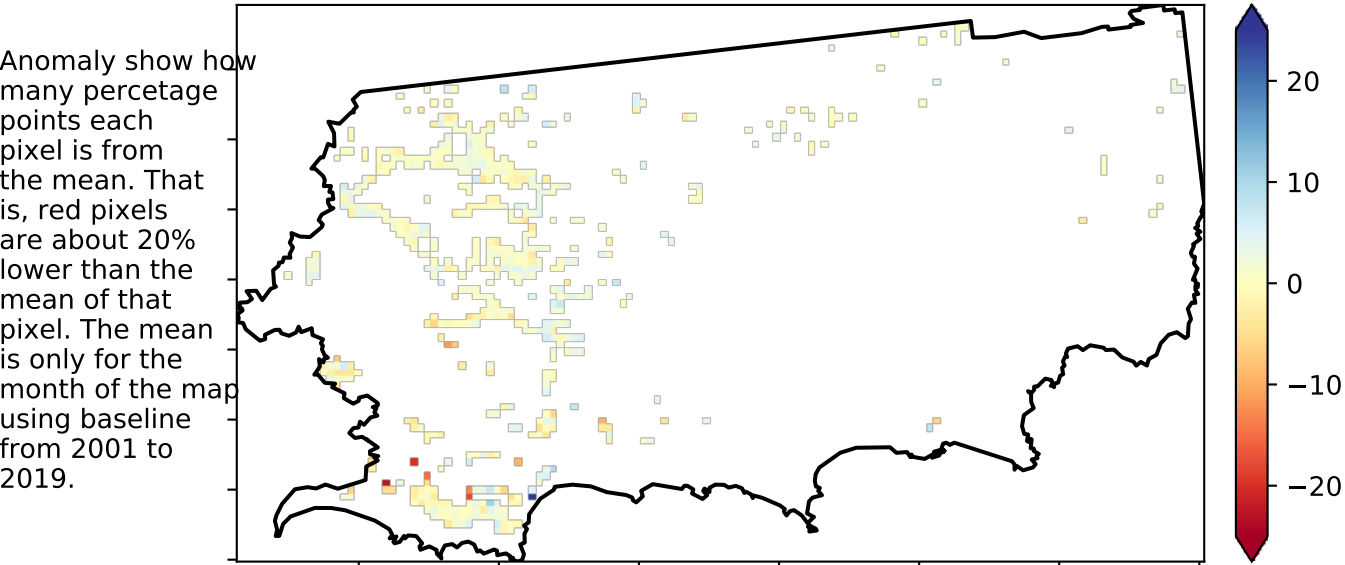 Anomaly show how
many percetage
points each
pixel is from
the mean. That
is, red pixels
are about 20%
lower than the
mean of that
pixel. The mean
is only for the
month of the map
using baseline
from 2001 to
2019.
20
10
0
−10
−20